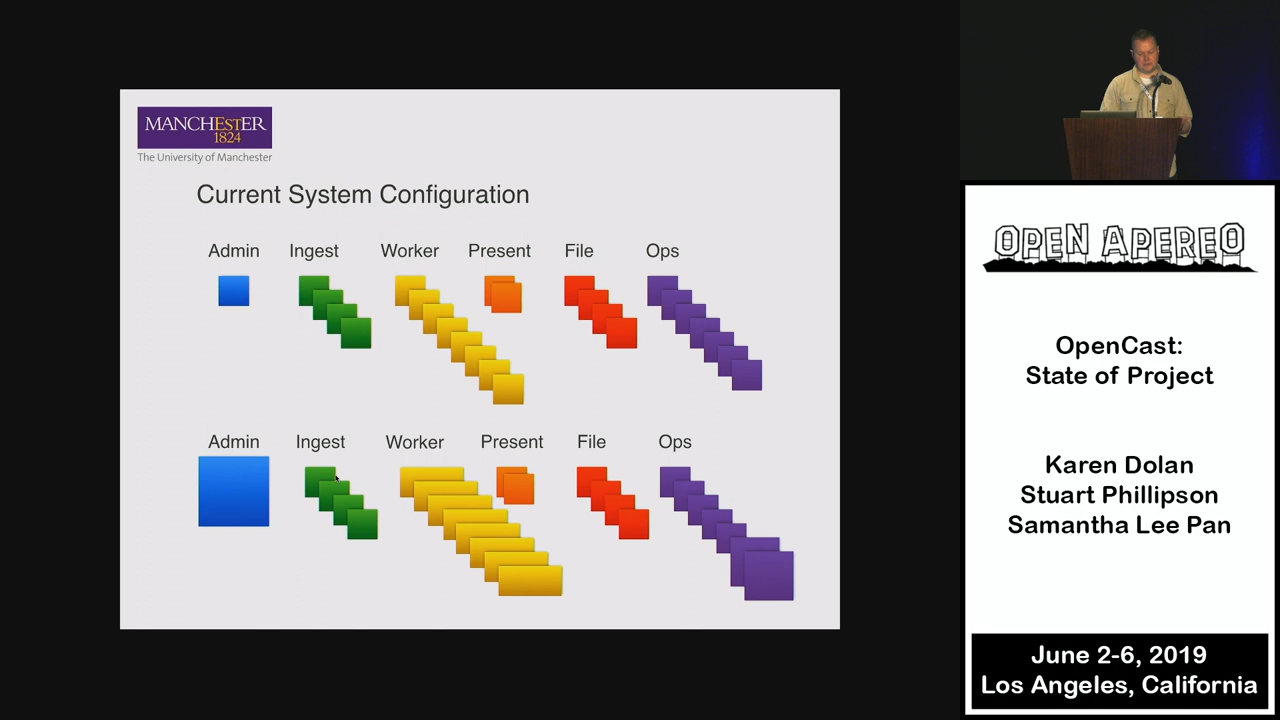 MANCHESTER
1824
The University of Manchester
Current System Configuration
Admin Ingest Worker Present File Ops
Admin Ingest Worker Present File Ops
OPEN APEREO
OpenCast:
State of Project
Karen Dolan
Stuart Phillipson
Samantha Lee Pan
June 2-6, 2019
Los Angeles, California